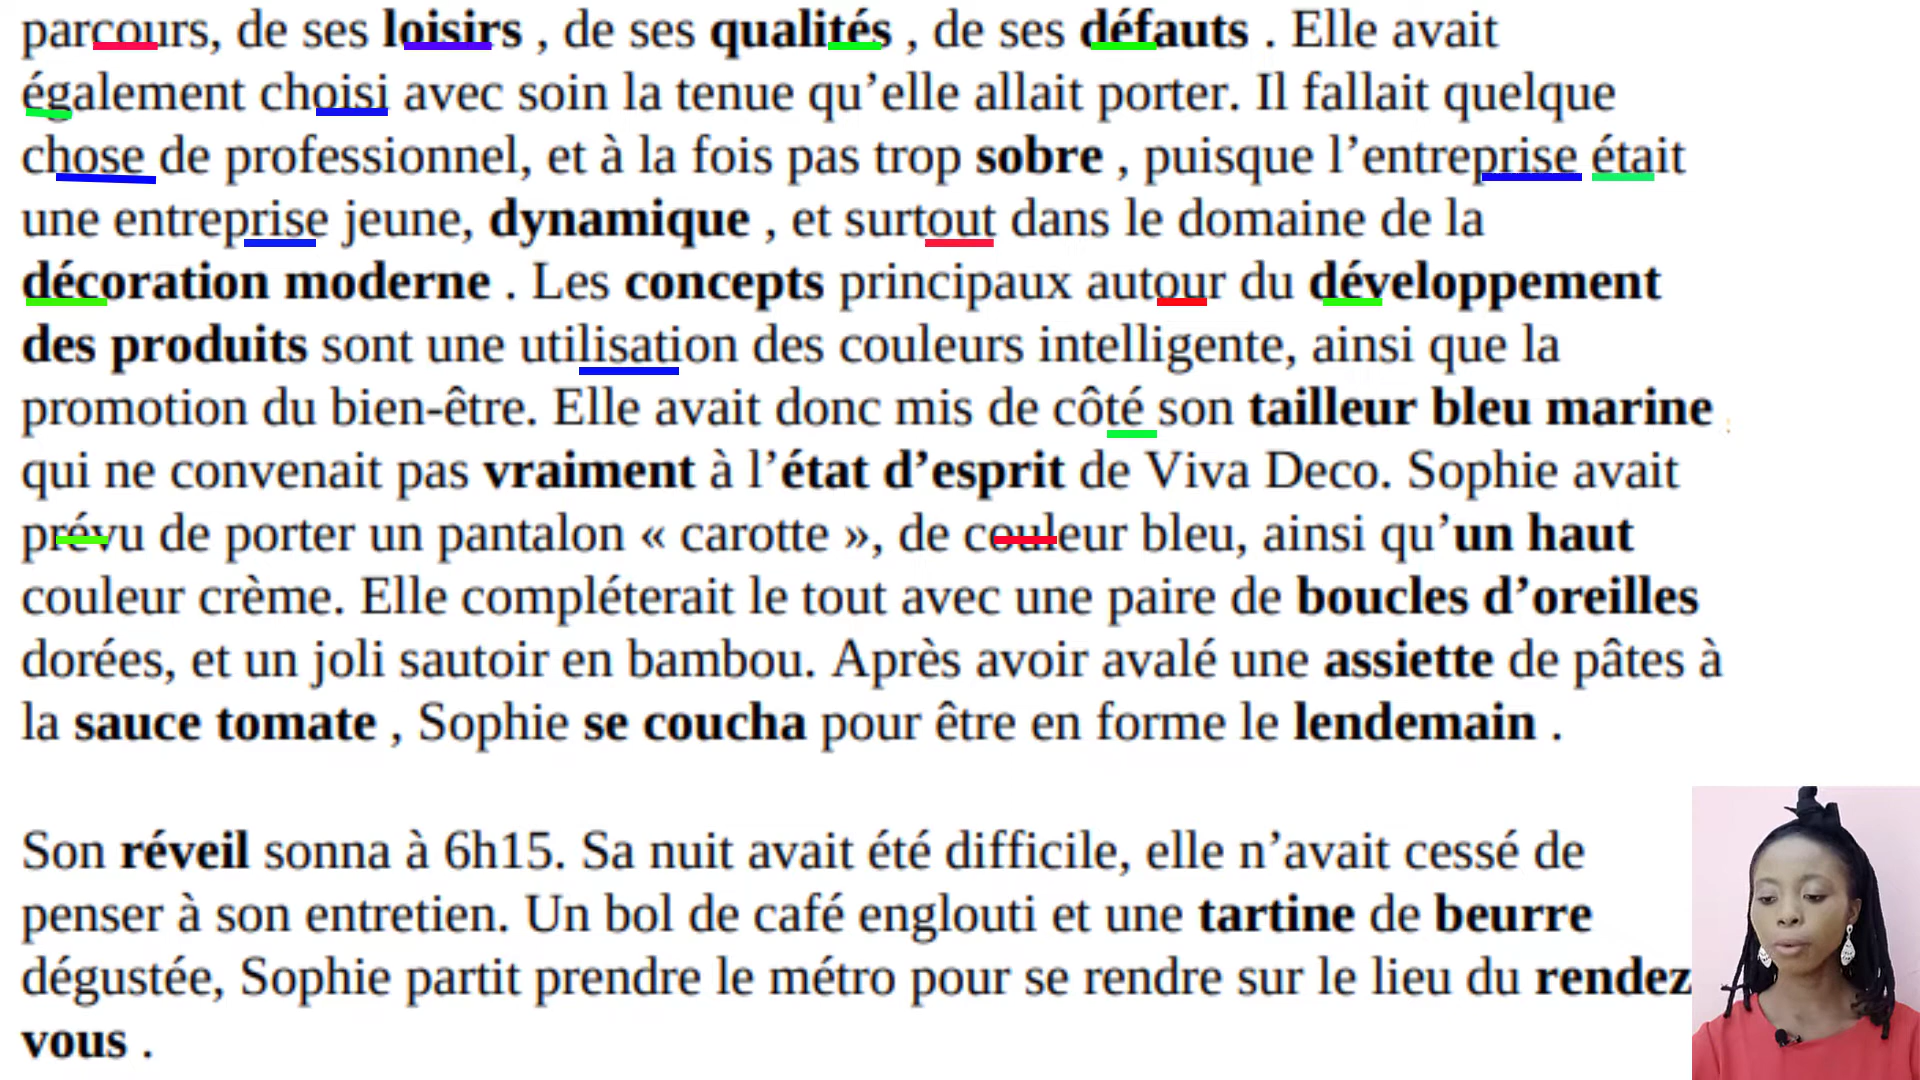 parcours, de ses loisirs , de ses qualités , de ses défauts . Elle avait
également choisi avec soin la tenue qu’elle allait porter. Il fallait quelque
chose de professionnel, et à la fois pas trop sobre , puisque l’entreprise était
une entreprise jeune, dynamique , et surtout dans le domaine de la
décoration moderne . Les concepts principaux autour du développement
des produits sont une utilisation des couleurs intelligente, ainsi que la
promotion du bien-être. Elle avait donc mis de côté son tailleur bleu marine
qui ne convenait pas vraiment à l’état d’esprit de Viva Deco. Sophie avait
prévu de porter un pantalon « carotte », de couleur bleu, ainsi qu’un haut
couleur crème. Elle compléterait le tout avec une paire de boucles d’oreilles
dorées, et un joli sautoir en bambou. Après avoir avalé une assiette de pâtes à
la sauce tomate , Sophie se coucha pour être en forme le lendemain .
Son réveil sonna à 6h15. Sa nuit avait été difficile, elle n’avait cessé de
penser à son entretien. Un bol de café englouti et une tartine de beurre
dégustée, Sophie partit prendre le métro pour se rendre sur le lieu du rendez
vous .